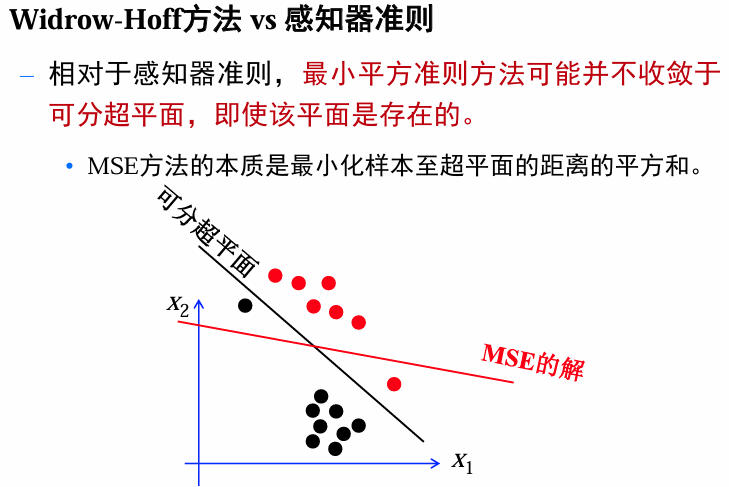 Widrow-Hoff方法 vs 感知器准则
– 相对于感知器准则，最小平方准则方法可能并不收敛于
可分超平面，即使该平面是存在的。
• MSE方法的本质是最小化样本至超平面的距离的平方和。
可分超平面
X2
MSE的解
X1